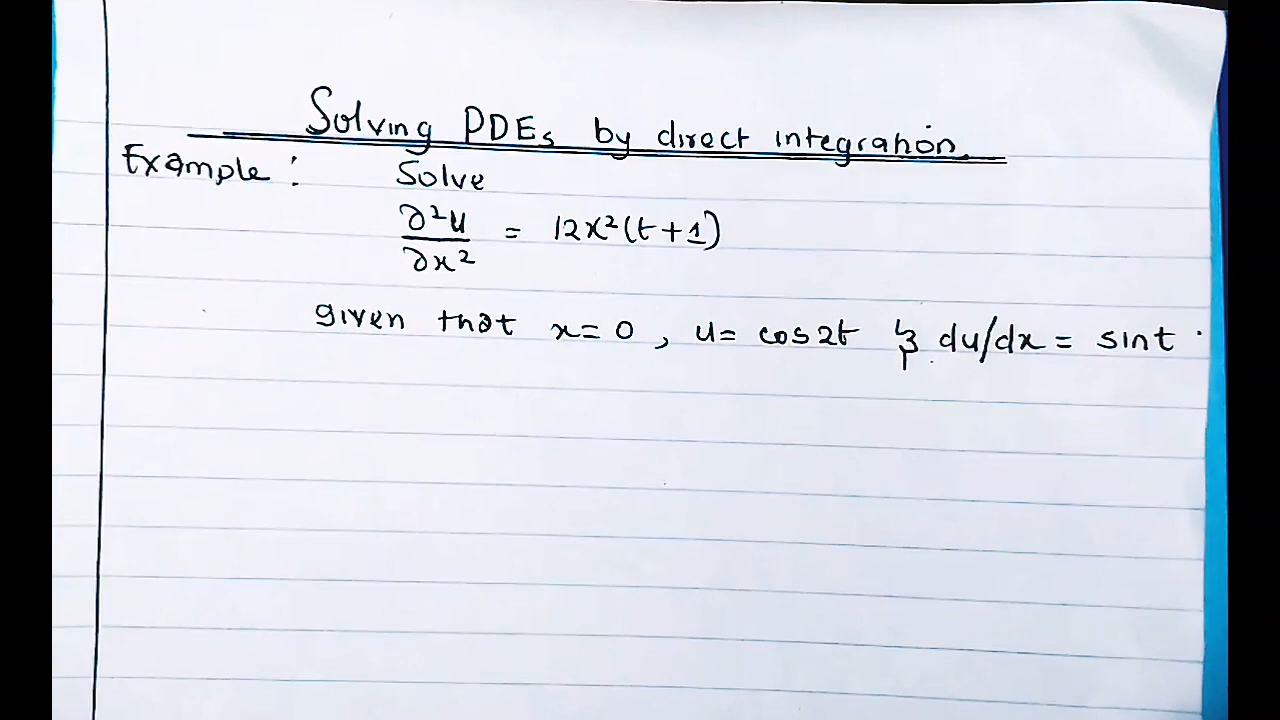 Solving PDEs by direct integration
Example: Solve
∂²u/∂x² = 12x²(t+1)
given that x=0, u= cos2t & du/dx = sint.